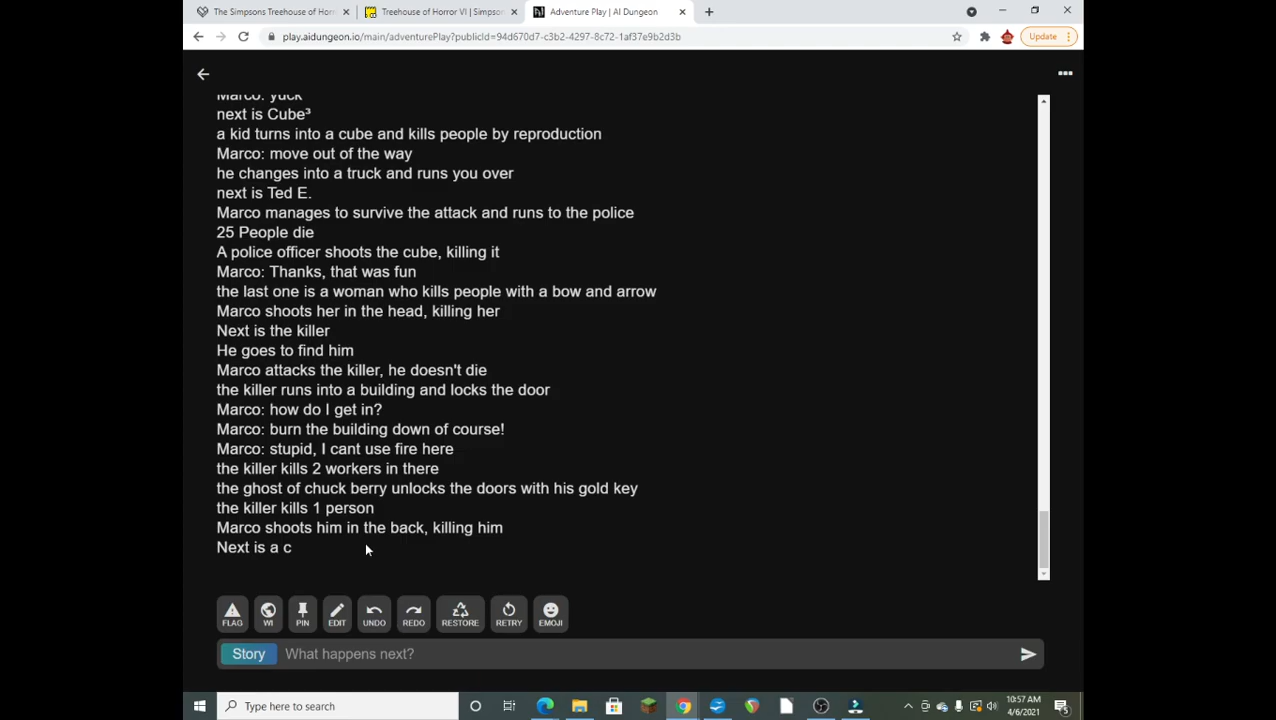 The Simpsons Treehouse of Horr
Treehouse of Horror VI | Simpso
Adventure Play | AI Dungeon
play.aidungeon.io/main/adventurePlay?publicId=94d670d7-c3b2-4297-8c72-1af37e9b2d3b
Update
Marco: yuck
next is Cube³
a kid turns into a cube and kills people by reproduction
Marco: move out of the way
he changes into a truck and runs you over
next is Ted E.
Marco manages to survive the attack and runs to the police
25 People die
A police officer shoots the cube, killing it
Marco: Thanks, that was fun
the last one is a woman who kills people with a bow and arrow
Marco shoots her in the head, killing her
Next is the killer
He goes to find him
Marco attacks the killer, he doesn't die
the killer runs into a building and locks the door
Marco: how do I get in?
Marco: burn the building down of course!
Marco: stupid, I cant use fire here
the killer kills 2 workers in there
the ghost of chuck berry unlocks the doors with his gold key
the killer kills 1 person
Marco shoots him in the back, killing him
Next is a c
FLAG WI PIN EDIT UNDO REDO RESTORE RETRY EMOJI
Story What happens next?
Type here to search
10:57 AM
4/6/2021
5